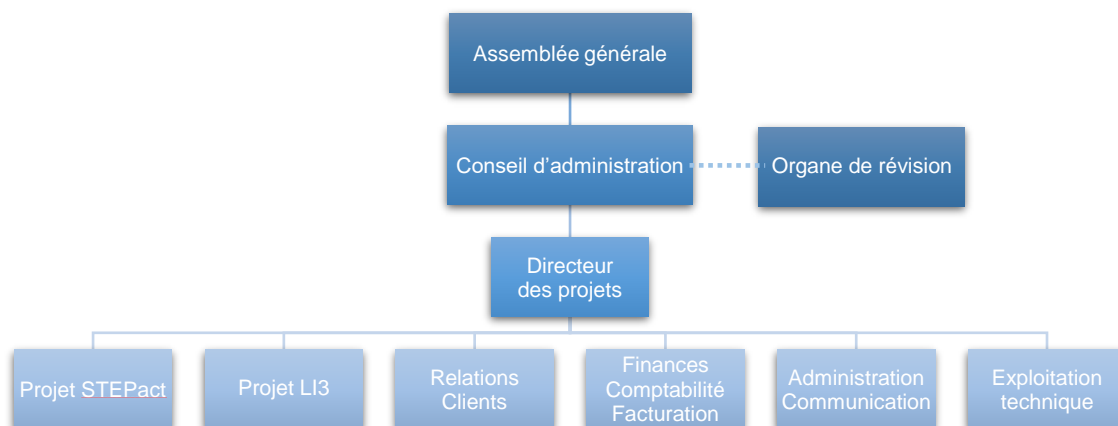 Assemblée générale
Conseil d’administration
Organe de révision
Directeur
des projets
Projet STEPact
Projet LI3
Relations
Clients
Finances
Comptabilité
Facturation
Administration
Communication
Exploitation
technique